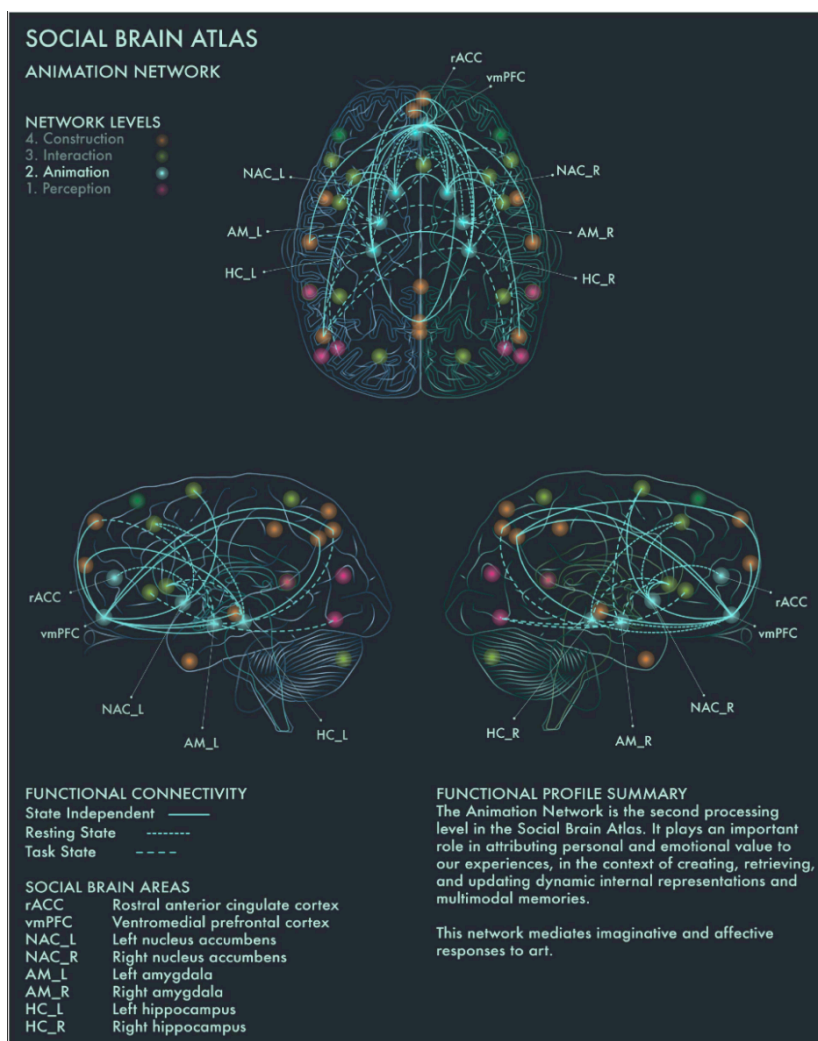 SOCIAL BRAIN ATLAS
ANIMATION NETWORK
NETWORK LEVELS
4. Construction
3. Interaction
2. Animation
1. Perception
rACC
vmPFC
NAC_L
NAC_R
AM_L
AM_R
HC_L
HC_R
rACC
vmPFC
NAC_L
AM_L
HC_L
rACC
vmPFC
NAC_R
HC_R
AM_R
FUNCTIONAL CONNECTIVITY
State Independent
Resting State
Task State
SOCIAL BRAIN AREAS
rACC Rostral anterior cingulate cortex
vmPFC Ventromedial prefrontal cortex
NAC_L Left nucleus accumbens
NAC_R Right nucleus accumbens
AM_L Left amygdala
AM_R Right amygdala
HC_L Left hippocampus
HC_R Right hippocampus
FUNCTIONAL PROFILE SUMMARY
The Animation Network is the second processing
level in the Social Brain Atlas. It plays an important
role in attributing personal and emotional value to
our experiences, in the context of creating, retrieving,
and updating dynamic internal representations and
multimodal memories.
This network mediates imaginative and affective
responses to art.